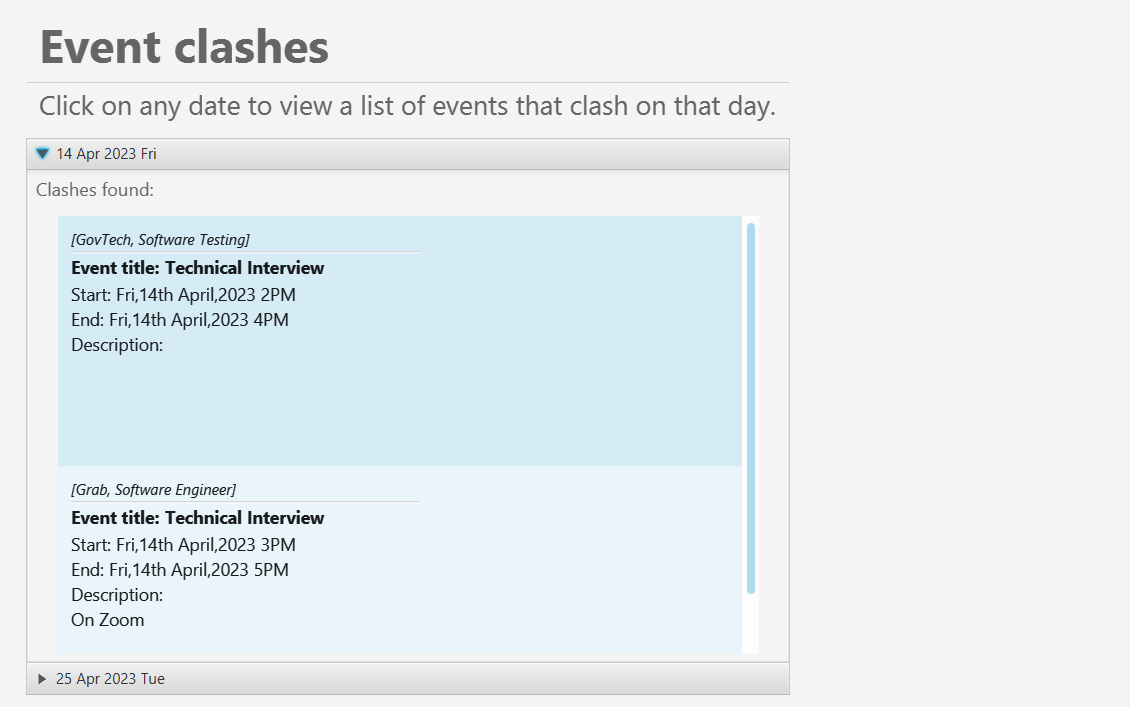 Event clashes
Click on any date to view a list of events that clash on that day.
14 Apr 2023 Fri
Clashes found:
[GovTech, Software Testing]
Event title: Technical Interview
Start: Fri,14th April,2023 2PM
End: Fri,14th April,2023 4PM
Description:
[Grab, Software Engineer]
Event title: Technical Interview
Start: Fri,14th April,2023 3PM
End: Fri,14th April,2023 5PM
Description:
On Zoom
25 Apr 2023 Tue